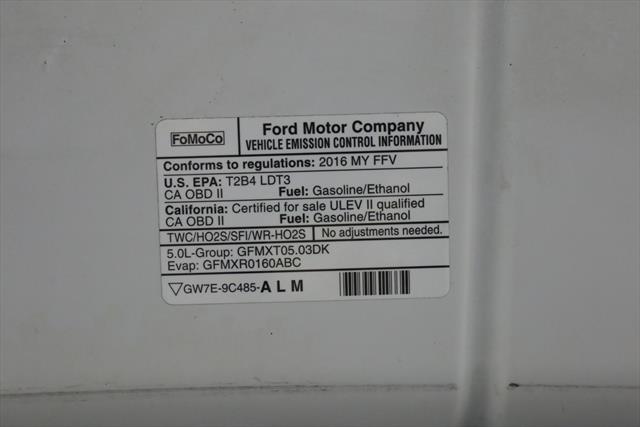 FoMoCo
Ford Motor Company
VEHICLE EMISSION CONTROL INFORMATION
Conforms to regulations: 2016 MY FFV
U.S. EPA: T2B4 LDT3
CA OBD II Fuel: Gasoline/Ethanol
California: Certified for sale ULEV II qualified
CA OBD II Fuel: Gasoline/Ethanol
TWC/HO2S/SFI/WR-HO2S No adjustments needed.
5.0L-Group: GFMXT05.03DK
Evap: GFMXR0160ABC
GW7E-9C485-ALM